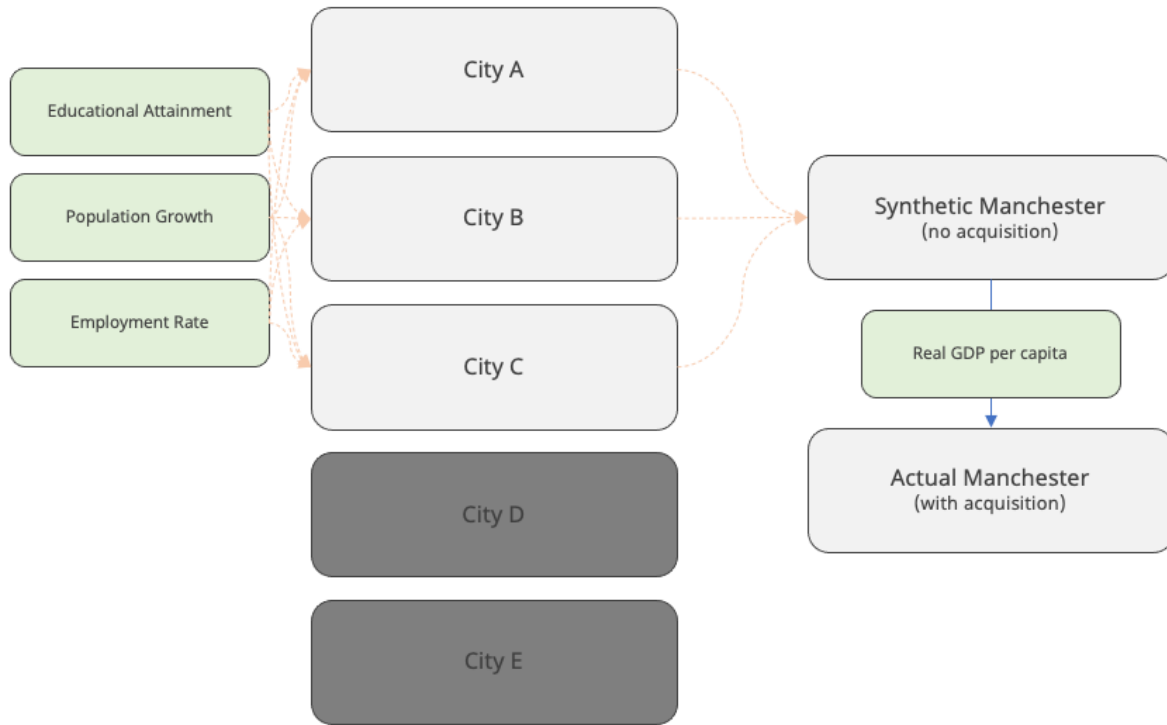 Educational Attainment
Population Growth
Employment Rate
City A
City B
City C
City D
City E
Synthetic Manchester
(no acquisition)
Real GDP per capita
Actual Manchester
(with acquisition)